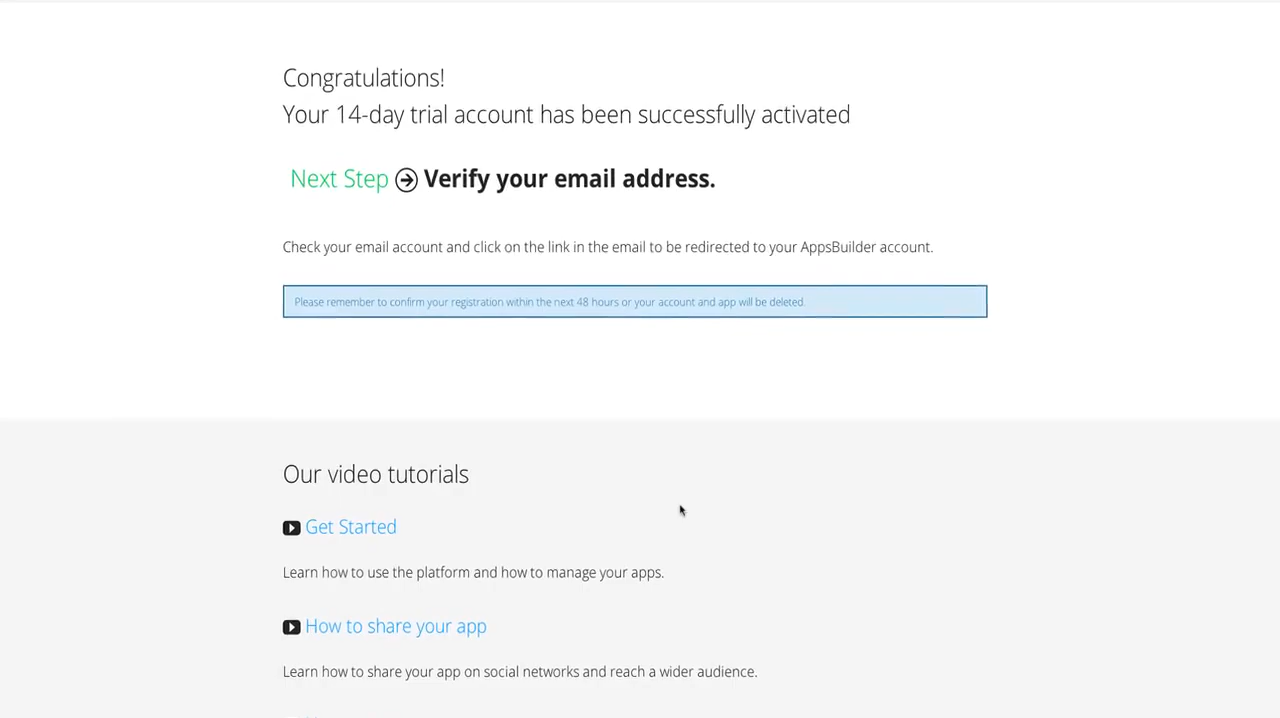 Congratulations!
Your 14-day trial account has been successfully activated
Next Step Verify your email address.
Check your email account and click on the link in the email to be redirected to your AppsBuilder account.
Please remember to confirm your registration within the next 48 hours or your account and app will be deleted.
Our video tutorials
Get Started
Learn how to use the platform and how to manage your apps.
How to share your app
Learn how to share your app on social networks and reach a wider audience.